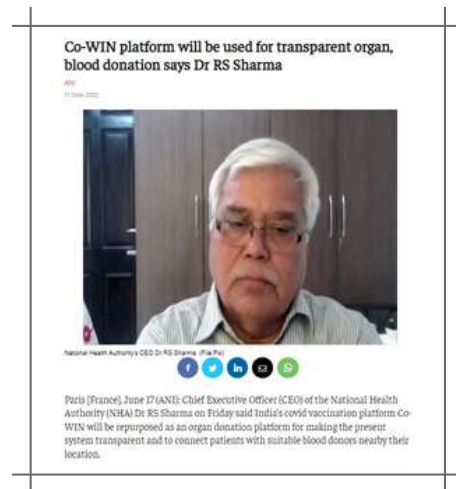 Co-WIN platform will be used for transparent organ,
blood donation says Dr RS Sharma
ANI
National Health Authority's CEO Dr RS Sharma. (File Pic)
Paris [France], June 17 (ANI): Chief Executive Officer (CEO) of the National Health
Authority (NHA) Dr RS Sharma on Friday said India's covid vaccination platform Co-
WIN will be repurposed as an organ donation platform for making the present
system transparent and to connect patients with suitable blood donors nearby their
location.